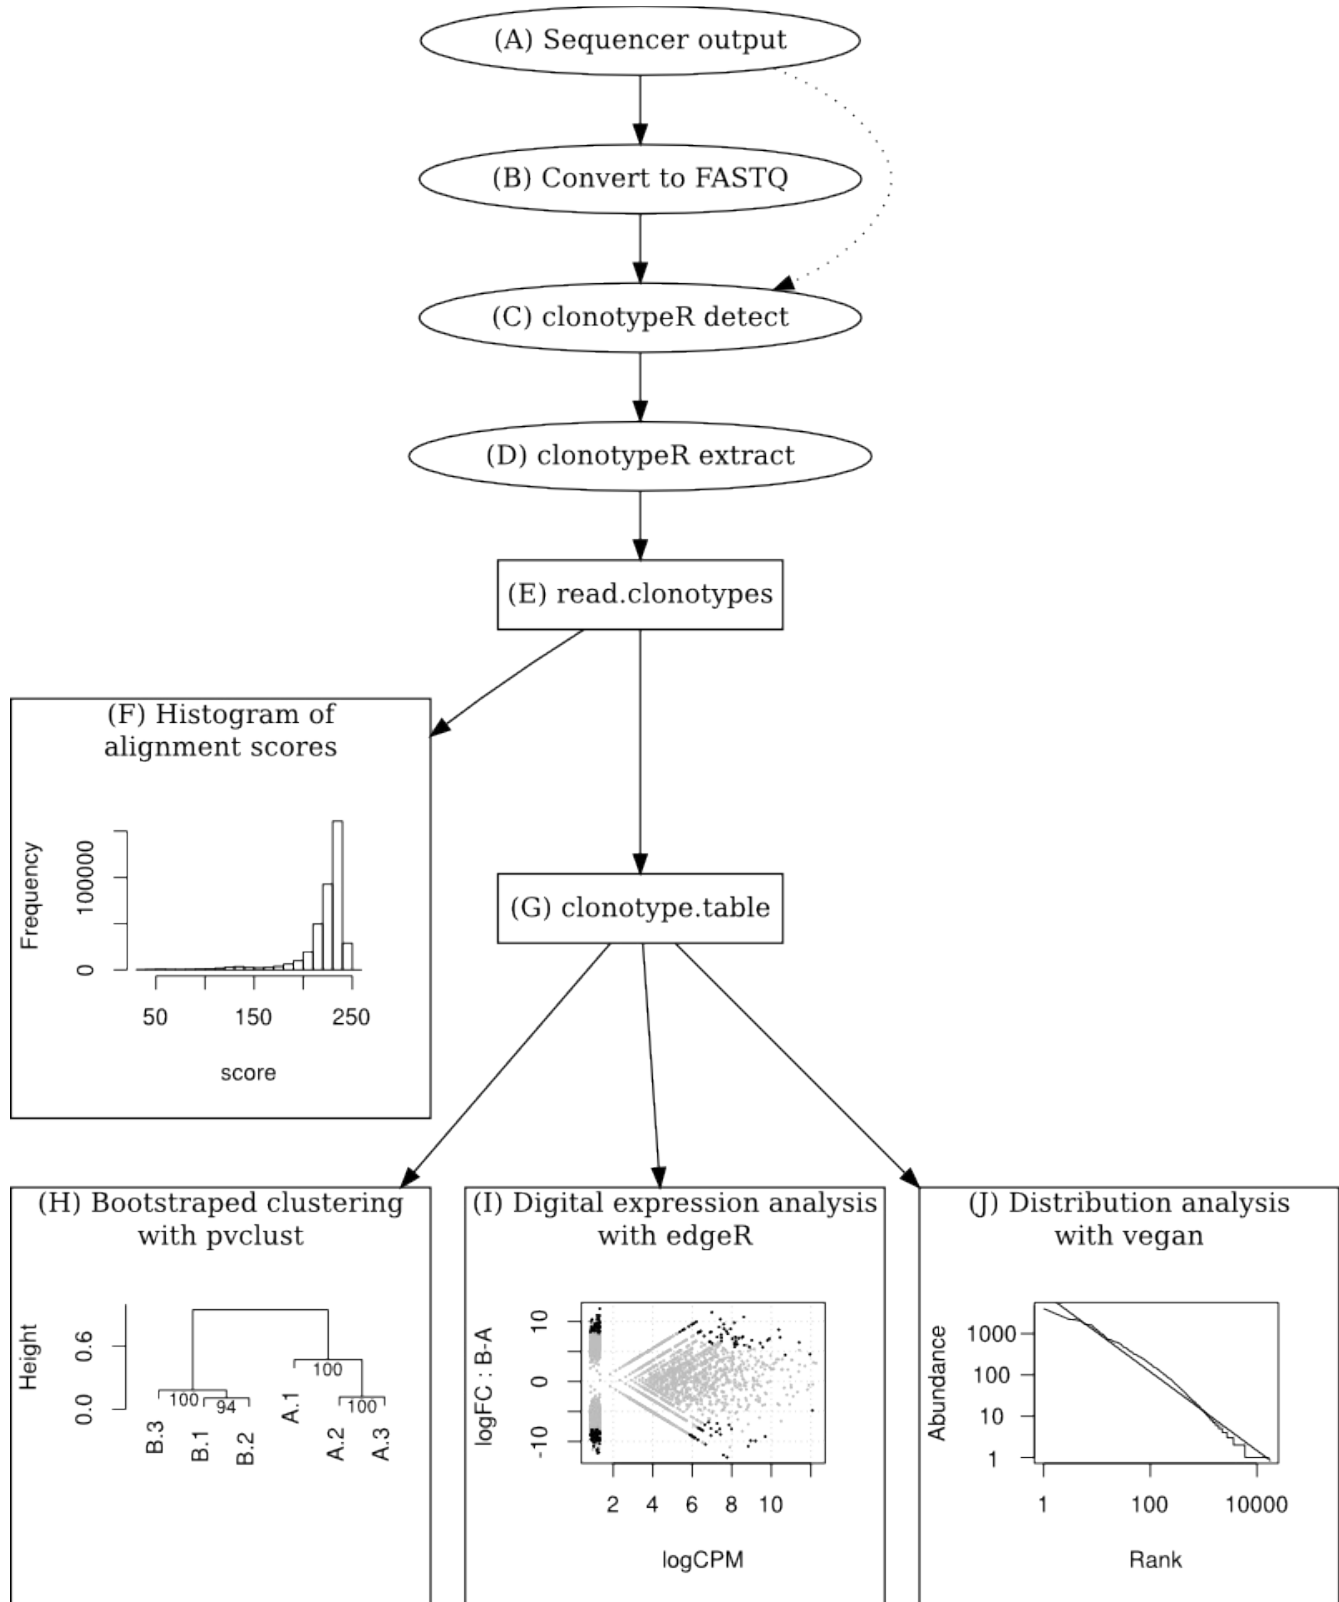 (A) Sequencer output
(B) Convert to FASTQ
(C) clonotypeR detect
(D) clonotypeR extract
(E) read.clonotypes
(F) Histogram of
alignment scores
Frequency
100000
0
50 150 250
score
(G) clonotype.table
(H) Bootstraped clustering
with pvclust
Height
0.6
0.0
100
100
94
B.3
B.1
B.2
A.1
A.2
A.3
(I) Digital expression analysis
with edgeR
logFC : B-A
10
0
-10
2 4 6 8 10
logCPM
(J) Distribution analysis
with vegan
Abundance
1000
100
10
1
1 100 10000
Rank